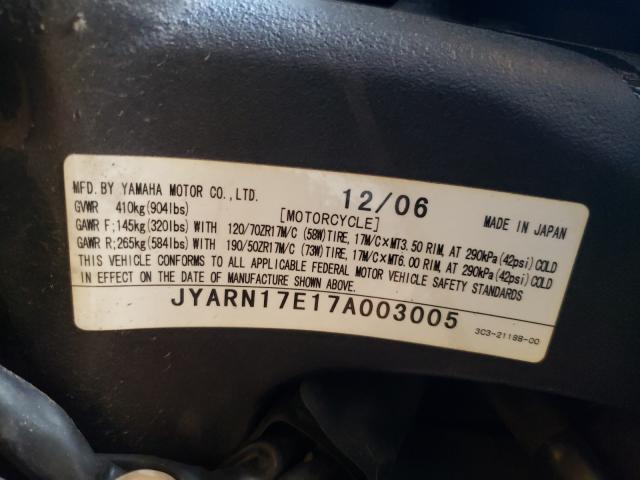 MFD. BY YAMAHA MOTOR CO., LTD. 12/06
GVWR 410kg(904lbs) [MOTORCYCLE] MADE IN JAPAN
GAWR F;145kg(320lbs) WITH 120/70ZR17M/C (58W)TIRE, 17M/C×MT3.50 RIM, AT 290kPa(42psi)COLD
GAWR R;265kg(584lbs) WITH 190/50ZR17M/C (73W)TIRE, 17M/C×MT6.00 RIM, AT 290kPa(42psi)COLD
THIS VEHICLE CONFORMS TO ALL APPLICABLE FEDERAL MOTOR VEHICLE SAFETY STANDARDS
IN EFFECT ON THE DATE OF MANUFACTURE SHOWN ABOVE.
JYARN17E17A003005
3C3-2118B-00